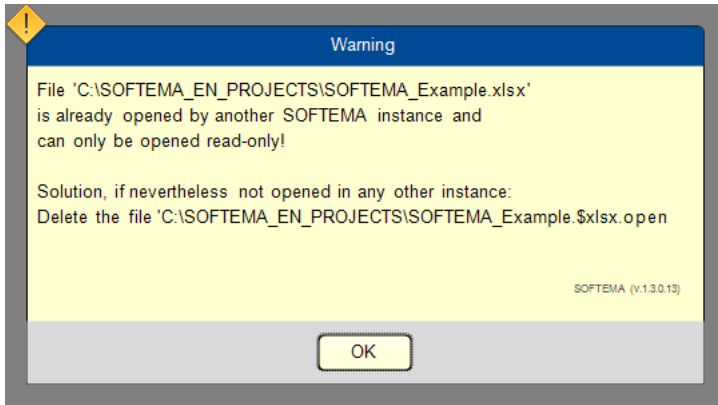 !
Warning
File 'C:\SOFTEMA_EN_PROJECTS\SOFTEMA_Example.xlsx'
is already opened by another SOFTEMA instance and
can only be opened read-only!
Solution, if nevertheless not opened in any other instance:
Delete the file 'C:\SOFTEMA_EN_PROJECTS\SOFTEMA_Example.$xlsx.open
SOFTEMA (v.1.3.0.13)
OK